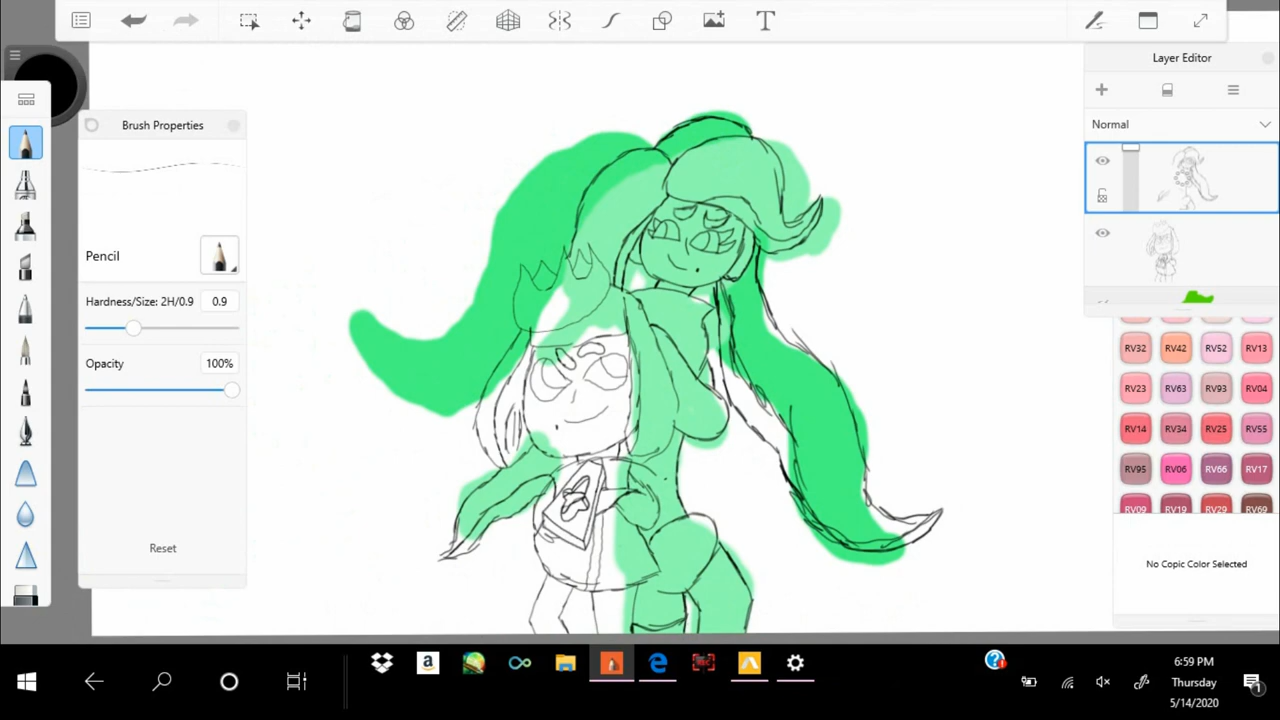 T
Layer Editor
Brush Properties
Normal
Pencil
Hardness/Size: 2H/0.9 0.9
Opacity 100%
Reset
RV32 RV42 RV52 RV13
RV23 RV63 RV93 RV04
RV14 RV34 RV25 RV55
RV95 RV06 RV66 RV17
RV09 RV19 RV29 RV69
No Copic Color Selected
a
6:59 PM
Thursday
5/14/2020
1